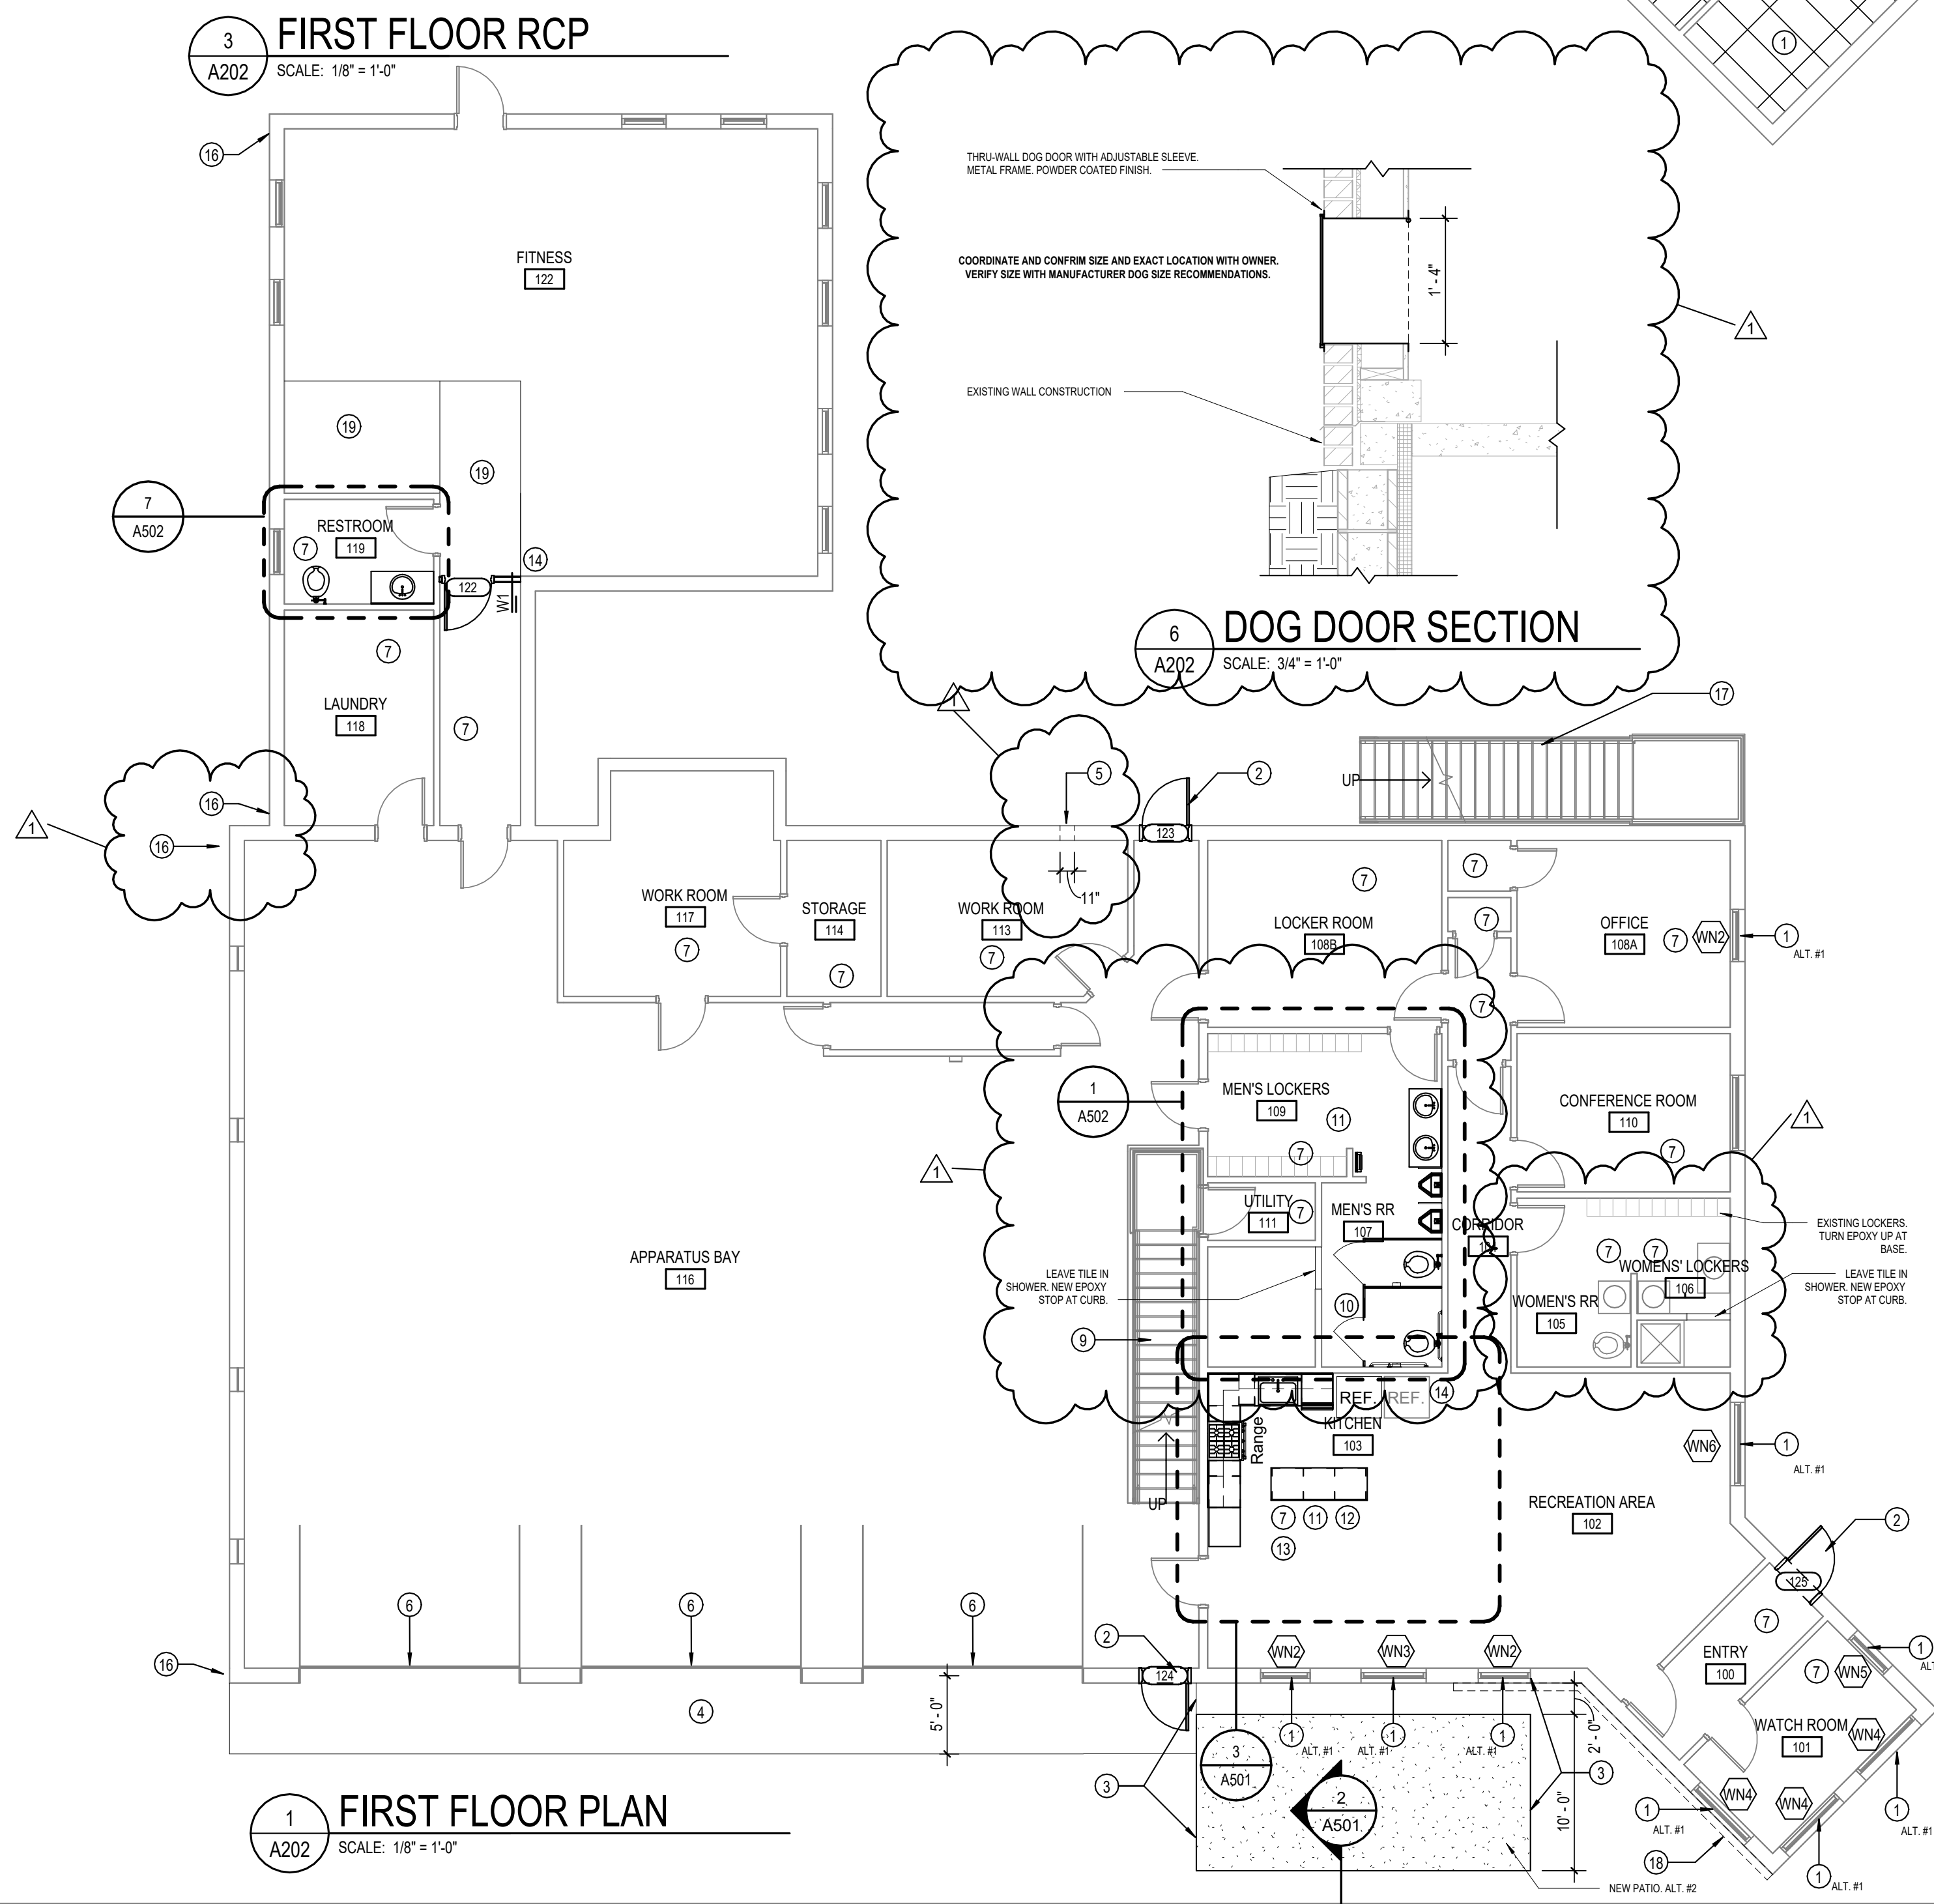 3
A202
FIRST FLOOR RCP
SCALE: 1/8" = 1'-0"
1
16
THRU-WALL DOG DOOR WITH ADJUSTABLE SLEEVE.
METAL FRAME. POWDER COATED FINISH.
COORDINATE AND CONFRIM SIZE AND EXACT LOCATION WITH OWNER.
VERIFY SIZE WITH MANUFACTURER DOG SIZE RECOMMENDATIONS.
1' - 4"
1
EXISTING WALL CONSTRUCTION
6
A202
DOG DOOR SECTION
SCALE: 3/4" = 1'-0"
FITNESS
122
19
19
7
A502
RESTROOM
119
7
14
122
W1
7
LAUNDRY
118
7
1
16
16
1
5
11"
2
123
17
UP
WORK ROOM
117
7
STORAGE
114
7
WORK ROOM
113
7
LOCKER ROOM
108B
7
7
7
7
OFFICE
108A
7
WN2
1
ALT. #1
1
A502
1
MEN'S LOCKERS
109
11
7
CONFERENCE ROOM
110
7
1
UTILITY
111
7
MEN'S RR
107
CORRIDOR
EXISTING LOCKERS.
TURN EPOXY UP AT
BASE.
7
7
WOMENS' LOCKERS
106
WOMEN'S RR
105
LEAVE TILE IN
SHOWER. NEW EPOXY
STOP AT CURB.
LEAVE TILE IN
SHOWER. NEW EPOXY
STOP AT CURB.
10
9
APPARATUS BAY
116
REF.
REF.
14
Range
KITCHEN
103
7
11
12
13
UP
WN6
1
ALT. #1
RECREATION AREA
102
2
125
7
ENTRY
100
7
WN5
1
WATCH ROOM
101
WN4
WN4
WN4
1
ALT. #1
1
ALT. #1
1
ALT. #1
18
6
6
6
16
4
5' - 0"
2
124
WN2
WN3
WN2
1
ALT. #1
1
ALT. #1
1
ALT. #1
2' - 0"
10' - 0"
3
3
3
A501
2
A501
NEW PATIO. ALT. #2
1
A202
FIRST FLOOR PLAN
SCALE: 1/8" = 1'-0"